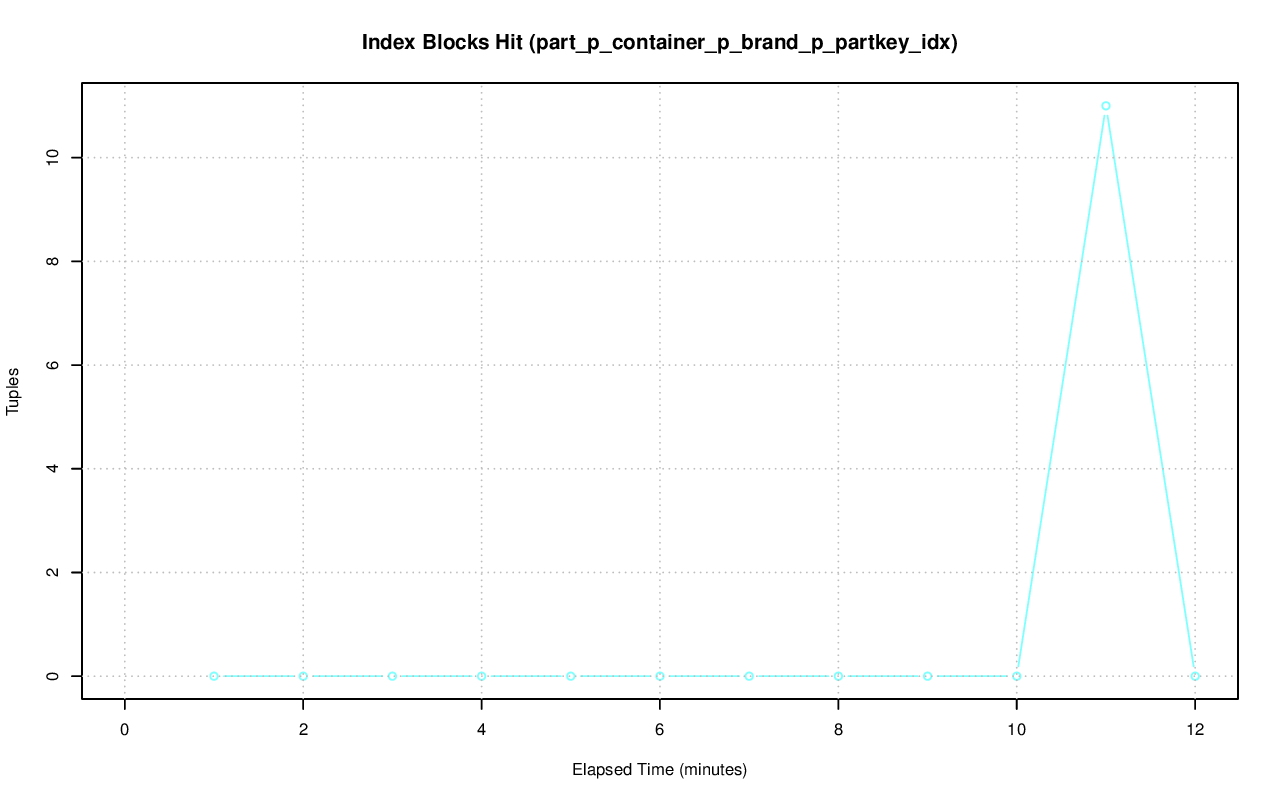 Index Blocks Hit (part_p_container_p_brand_p_partkey_idx)
10
8
6
4
2
0
Tuples
0 2 4 6 8 10 12
Elapsed Time (minutes)